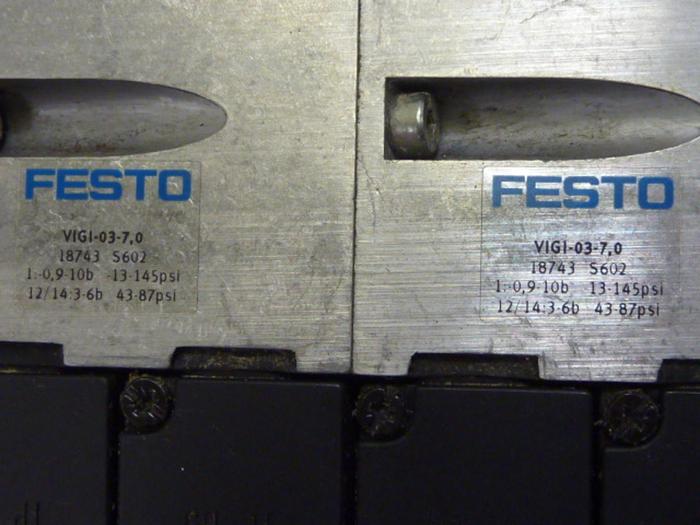 FESTO
VIGI-03-7,0
18743 S602
1:-0,9-10b -13-145psi
12/14:3-6b 43-87psi
FESTO
VIGI-03-7,0
18743 S602
1:-0,9-10b 13-145psi
12/14:3-6b 43-87psi